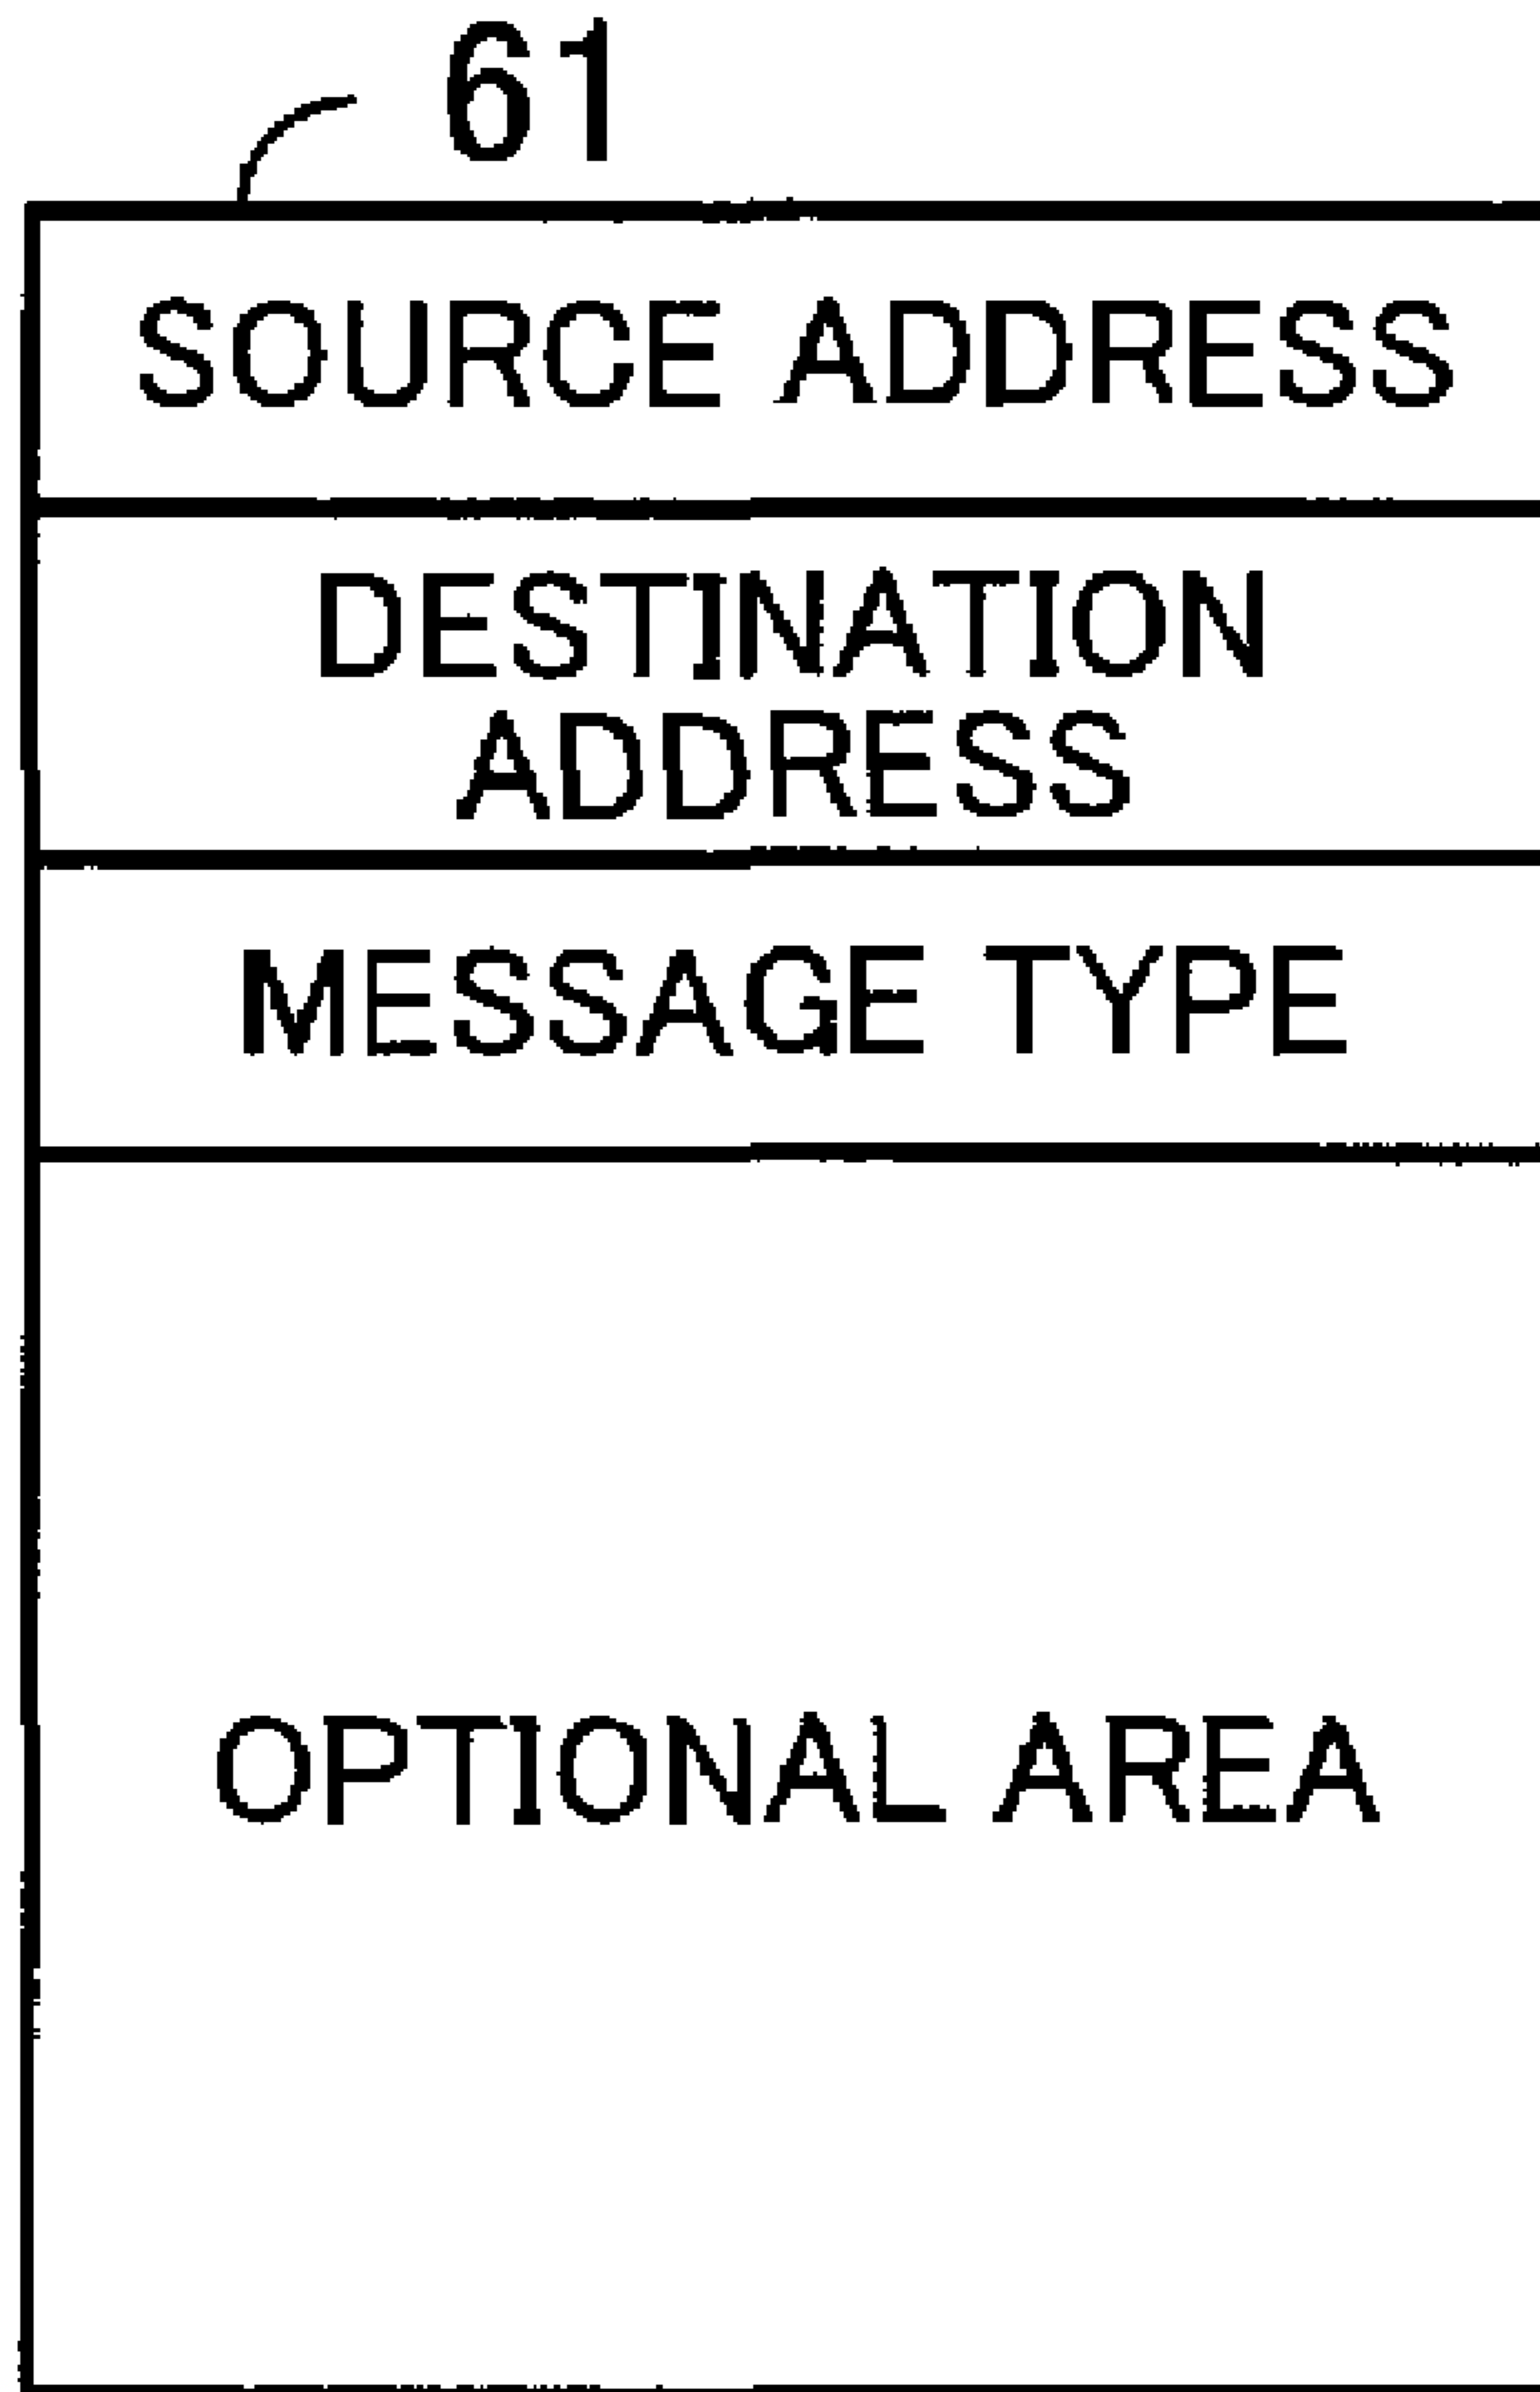 61
SOURCE ADDRESS
DESTINATION
ADDRESS
MESSAGE TYPE
OPTIONAL AREA